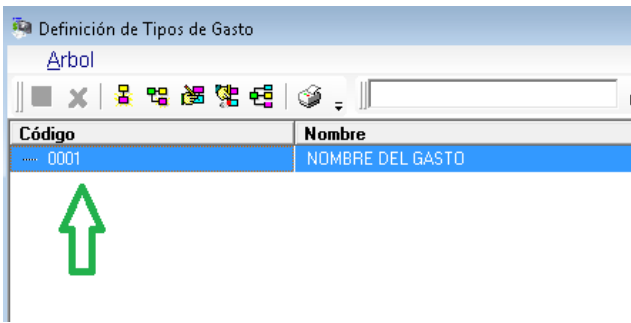 Definición de Tipos de Gasto
Arbol
Código Nombre
0001 NOMBRE DEL GASTO